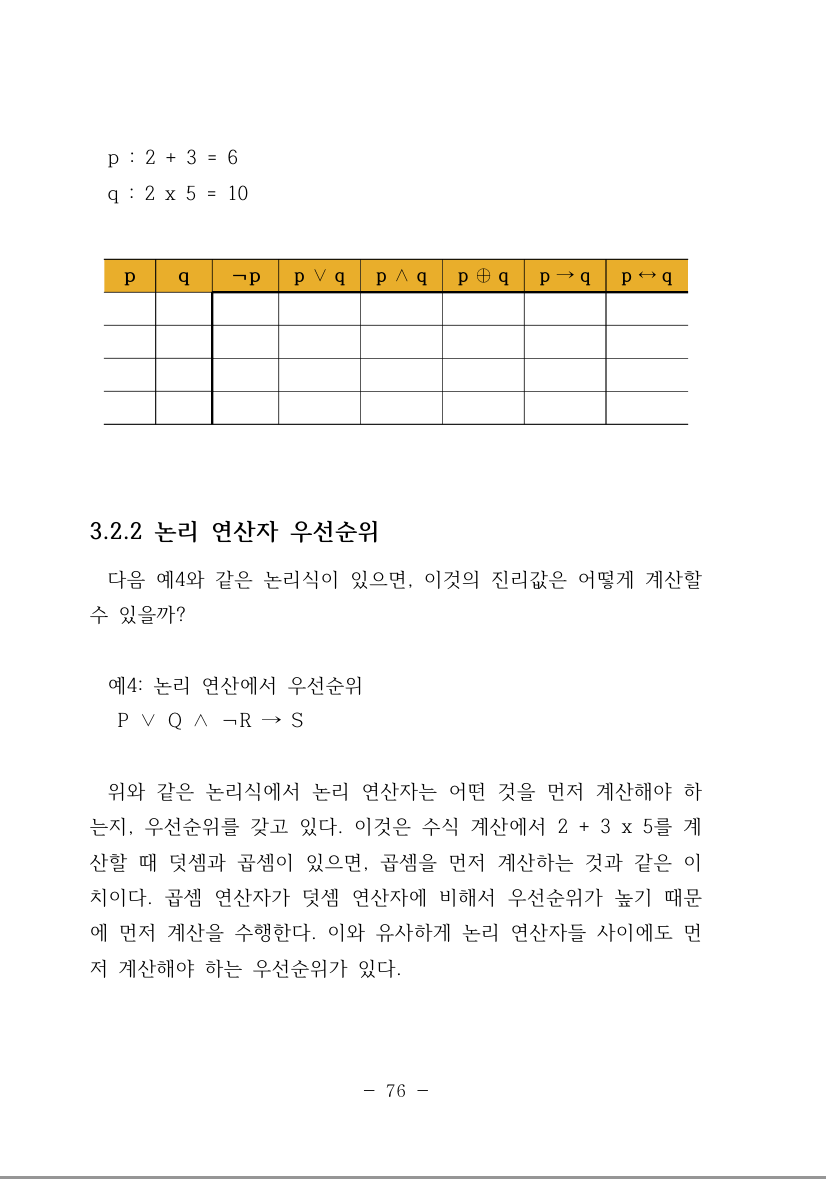 p : 2 + 3 = 6
q : 2 x 5 = 10
p q ¬p p ∨ q p ∧ q p ⊕ q p → q p ↔ q
3.2.2 논리 연산자 우선순위
다음 예4와 같은 논리식이 있으면, 이것의 진리값은 어떻게 계산할
수 있을까?
예4: 논리 연산에서 우선순위
P ∨ Q ∧ ¬R → S
위와 같은 논리식에서 논리 연산자는 어떤 것을 먼저 계산해야 하
는지, 우선순위를 갖고 있다. 이것은 수식 계산에서 2 + 3 x 5를 계
산할 때 덧셈과 곱셈이 있으면, 곱셈을 먼저 계산하는 것과 같은 이
치이다. 곱셈 연산자가 덧셈 연산자에 비해서 우선순위가 높기 때문
에 먼저 계산을 수행한다. 이와 유사하게 논리 연산자들 사이에도 먼
저 계산해야 하는 우선순위가 있다.
- 76 -